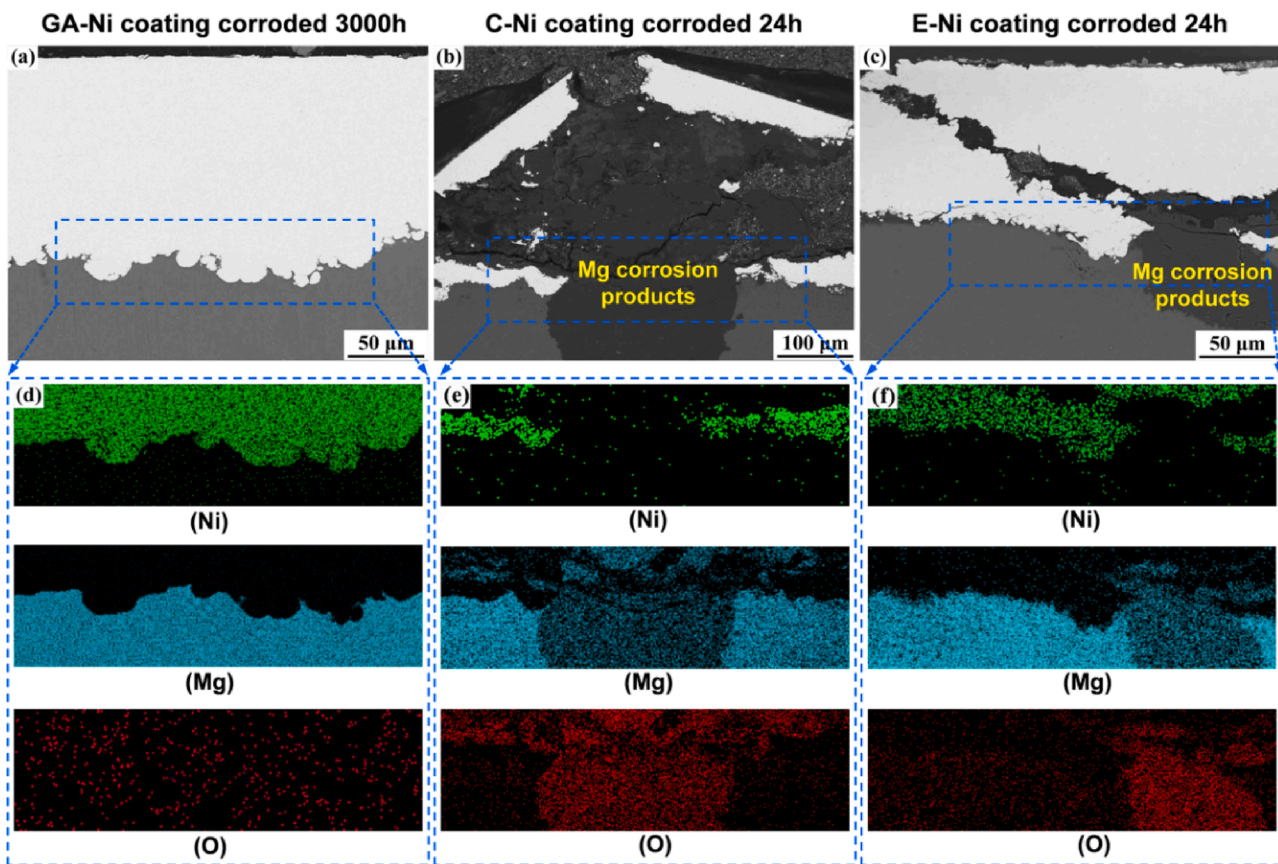 GA-Ni coating corroded 3000h
C-Ni coating corroded 24h
E-Ni coating corroded 24h
(a)
(b)
(c)
Mg corrosion
products
Mg corrosion
products
50 μm
100 μm
50 μm
(d)
(e)
(f)
(Ni)
(Ni)
(Ni)
(Mg)
(Mg)
(Mg)
(O)
(O)
(O)